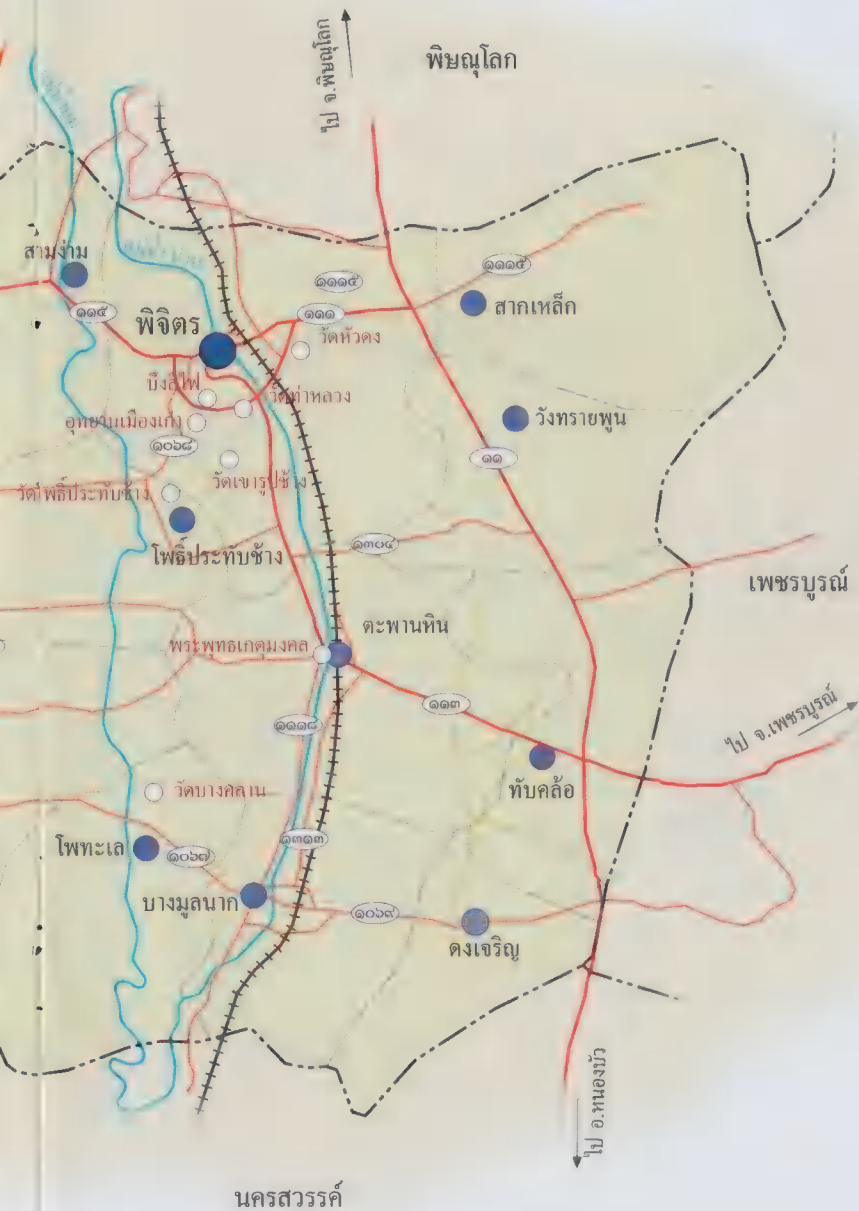 ไป จ.พิษณุโลก
พิษณุโลก
สามง่าม
๑๑๕
พิจิตร
๑๑๑๕
๑๑๑๕
๑๑๑
สากเหล็ก
วัดหัวดง
บึงสีไฟ
วัดท่าหลวง
อุทยานเมืองเก่า
วังทรายพูน
๑๐๖๘
๑๑
วัดเขารูปช้าง
วัดโพธิ์ประทับช้าง
โพธิ์ประทับช้าง
๑๓๐๔
เพชรบูรณ์
ตะพานหิน
พระพุทธเกตุมงคล
๑๑๓
๑๑๑๘
ไป จ.เพชรบูรณ์
ทับคล้อ
วัดบางคลาน
๑๓๑๓
โพทะเล
๑๐๖๗
บางมูลนาก
๑๐๖๙
ดงเจริญ
ไป อ.หนองบัว
นครสวรรค์